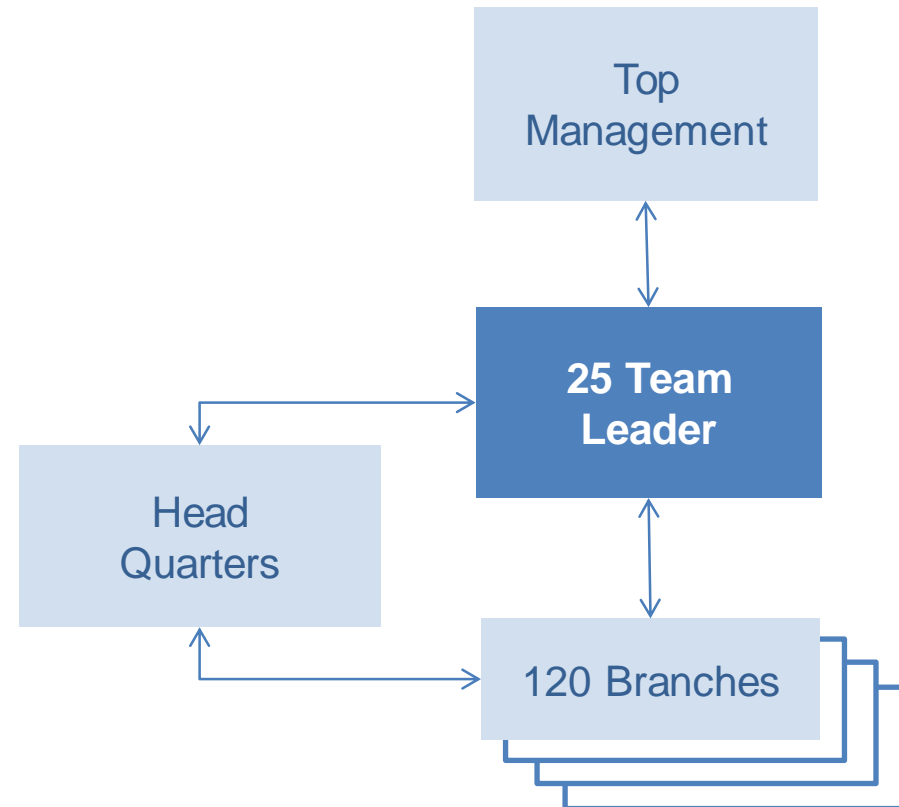 Top
Management
25 Team
Leader
Head
Quarters
120 Branches